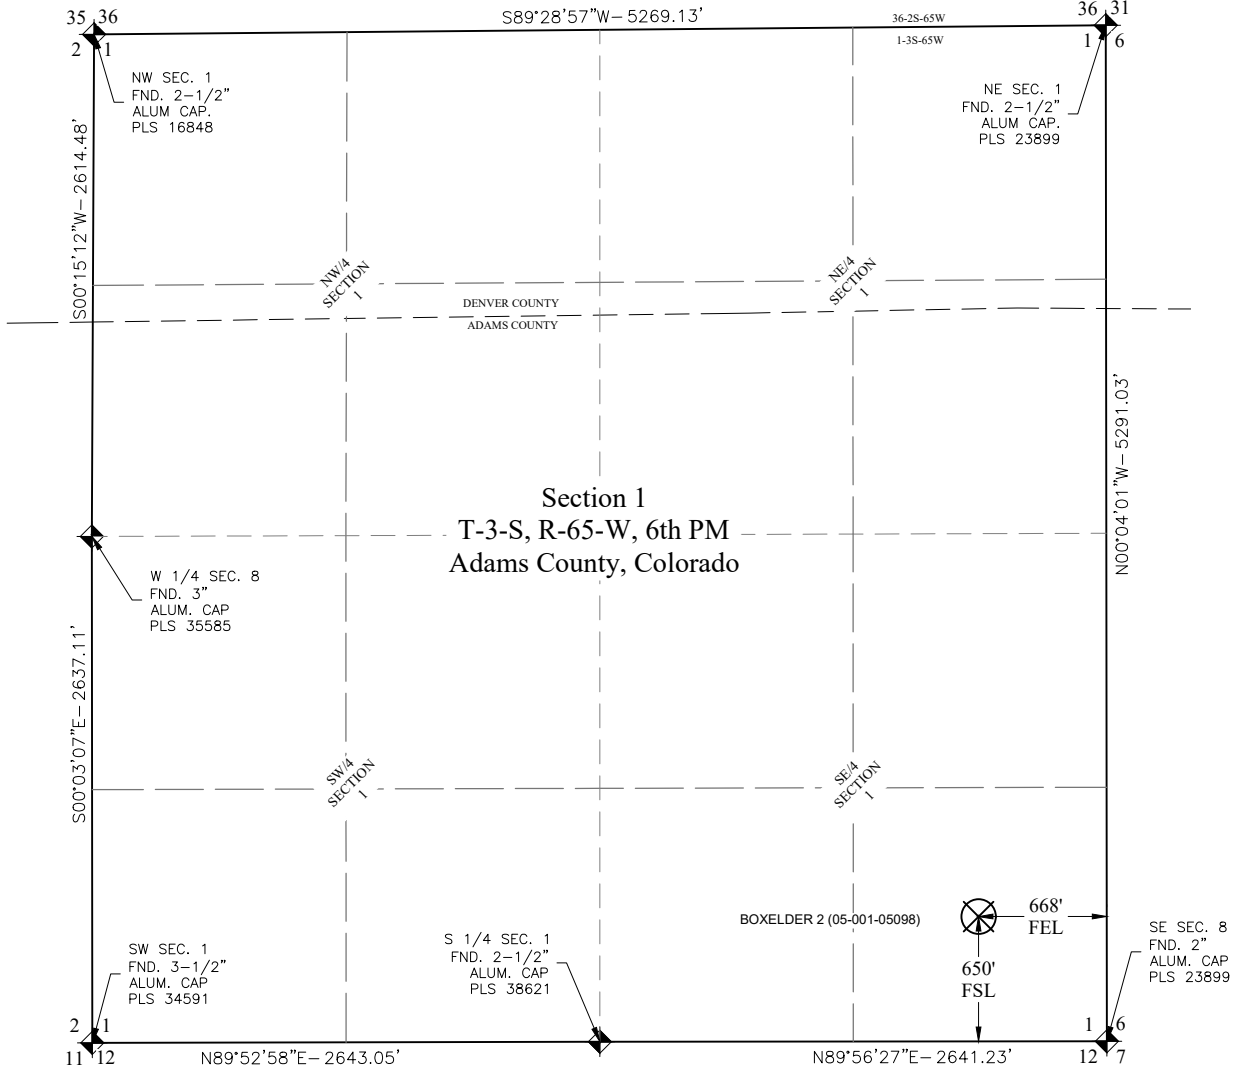 35 36
2 1
S89°28'57"W- 5269.13'
36-2S-65W
1-3S-65W
36 31
1 6
NW SEC. 1
FND. 2-1/2"
ALUM CAP.
PLS 16848
NE SEC. 1
FND. 2-1/2"
ALUM CAP.
PLS 23899
S00°15'12"W- 2614.48'
NW/4
SECTION
1
NE/4
SECTION
1
DENVER COUNTY
ADAMS COUNTY
N00°04'01"W- 5291.03'
Section 1
T-3-S, R-65-W, 6th PM
Adams County, Colorado
W 1/4 SEC. 8
FND. 3"
ALUM. CAP
PLS 35585
S00°03'07"E- 2637.11'
SW/4
SECTION
1
SE/4
SECTION
1
BOXELDER 2 (05-001-05098)
668'
FEL
650'
FSL
SE SEC. 8
FND. 2"
ALUM. CAP
PLS 23899
SW SEC. 1
FND. 3-1/2"
ALUM. CAP
PLS 34591
S 1/4 SEC. 1
FND. 2-1/2"
ALUM. CAP
PLS 38621
2 1
11 12
N89°52'58"E- 2643.05'
N89°56'27"E- 2641.23'
1 6
12 7